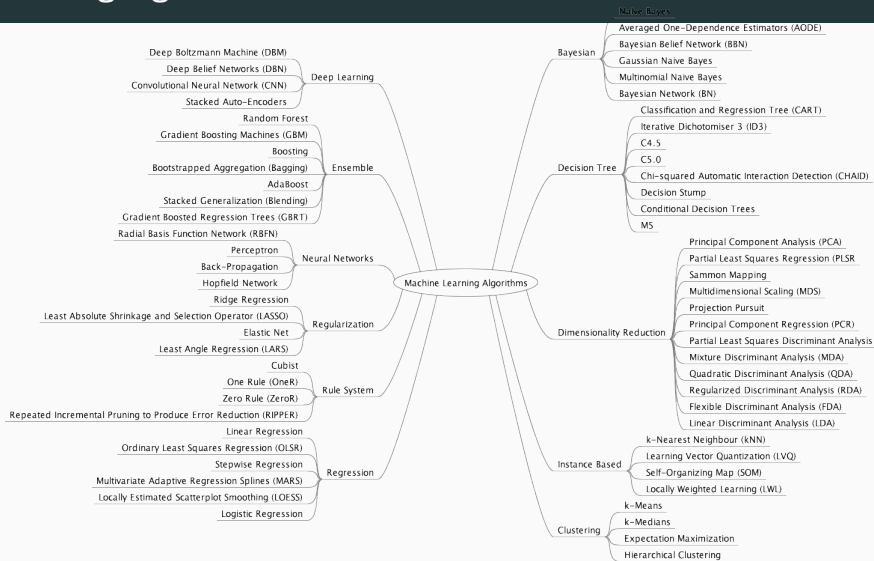 Naive Bayes
Averaged One-Dependence Estimators (AODE)
Bayesian Belief Network (BBN)
Gaussian Naive Bayes
Multinomial Naive Bayes
Bayesian Network (BN)
Bayesian
Deep Boltzmann Machine (DBM)
Deep Belief Networks (DBN)
Convolutional Neural Network (CNN)
Stacked Auto-Encoders
Deep Learning
Random Forest
Gradient Boosting Machines (GBM)
Boosting
Bootstrapped Aggregation (Bagging)
AdaBoost
Stacked Generalization (Blending)
Gradient Boosted Regression Trees (GBRT)
Ensemble
Radial Basis Function Network (RBFN)
Perceptron
Back-Propagation
Hopfield Network
Neural Networks
Ridge Regression
Least Absolute Shrinkage and Selection Operator (LASSO)
Elastic Net
Least Angle Regression (LARS)
Regularization
Cubist
One Rule (OneR)
Zero Rule (ZeroR)
Repeated Incremental Pruning to Produce Error Reduction (RIPPER)
Rule System
Linear Regression
Ordinary Least Squares Regression (OLSR)
Stepwise Regression
Multivariate Adaptive Regression Splines (MARS)
Locally Estimated Scatterplot Smoothing (LOESS)
Logistic Regression
Regression
Machine Learning Algorithms
Decision Tree
Classification and Regression Tree (CART)
Iterative Dichotomiser 3 (ID3)
C4.5
C5.0
Chi-squared Automatic Interaction Detection (CHAID)
Decision Stump
Conditional Decision Trees
M5
Dimensionality Reduction
Principal Component Analysis (PCA)
Partial Least Squares Regression (PLSR
Sammon Mapping
Multidimensional Scaling (MDS)
Projection Pursuit
Principal Component Regression (PCR)
Partial Least Squares Discriminant Analysis
Mixture Discriminant Analysis (MDA)
Quadratic Discriminant Analysis (QDA)
Regularized Discriminant Analysis (RDA)
Flexible Discriminant Analysis (FDA)
Linear Discriminant Analysis (LDA)
Instance Based
k-Nearest Neighbour (kNN)
Learning Vector Quantization (LVQ)
Self-Organizing Map (SOM)
Locally Weighted Learning (LWL)
Clustering
k-Means
k-Medians
Expectation Maximization
Hierarchical Clustering